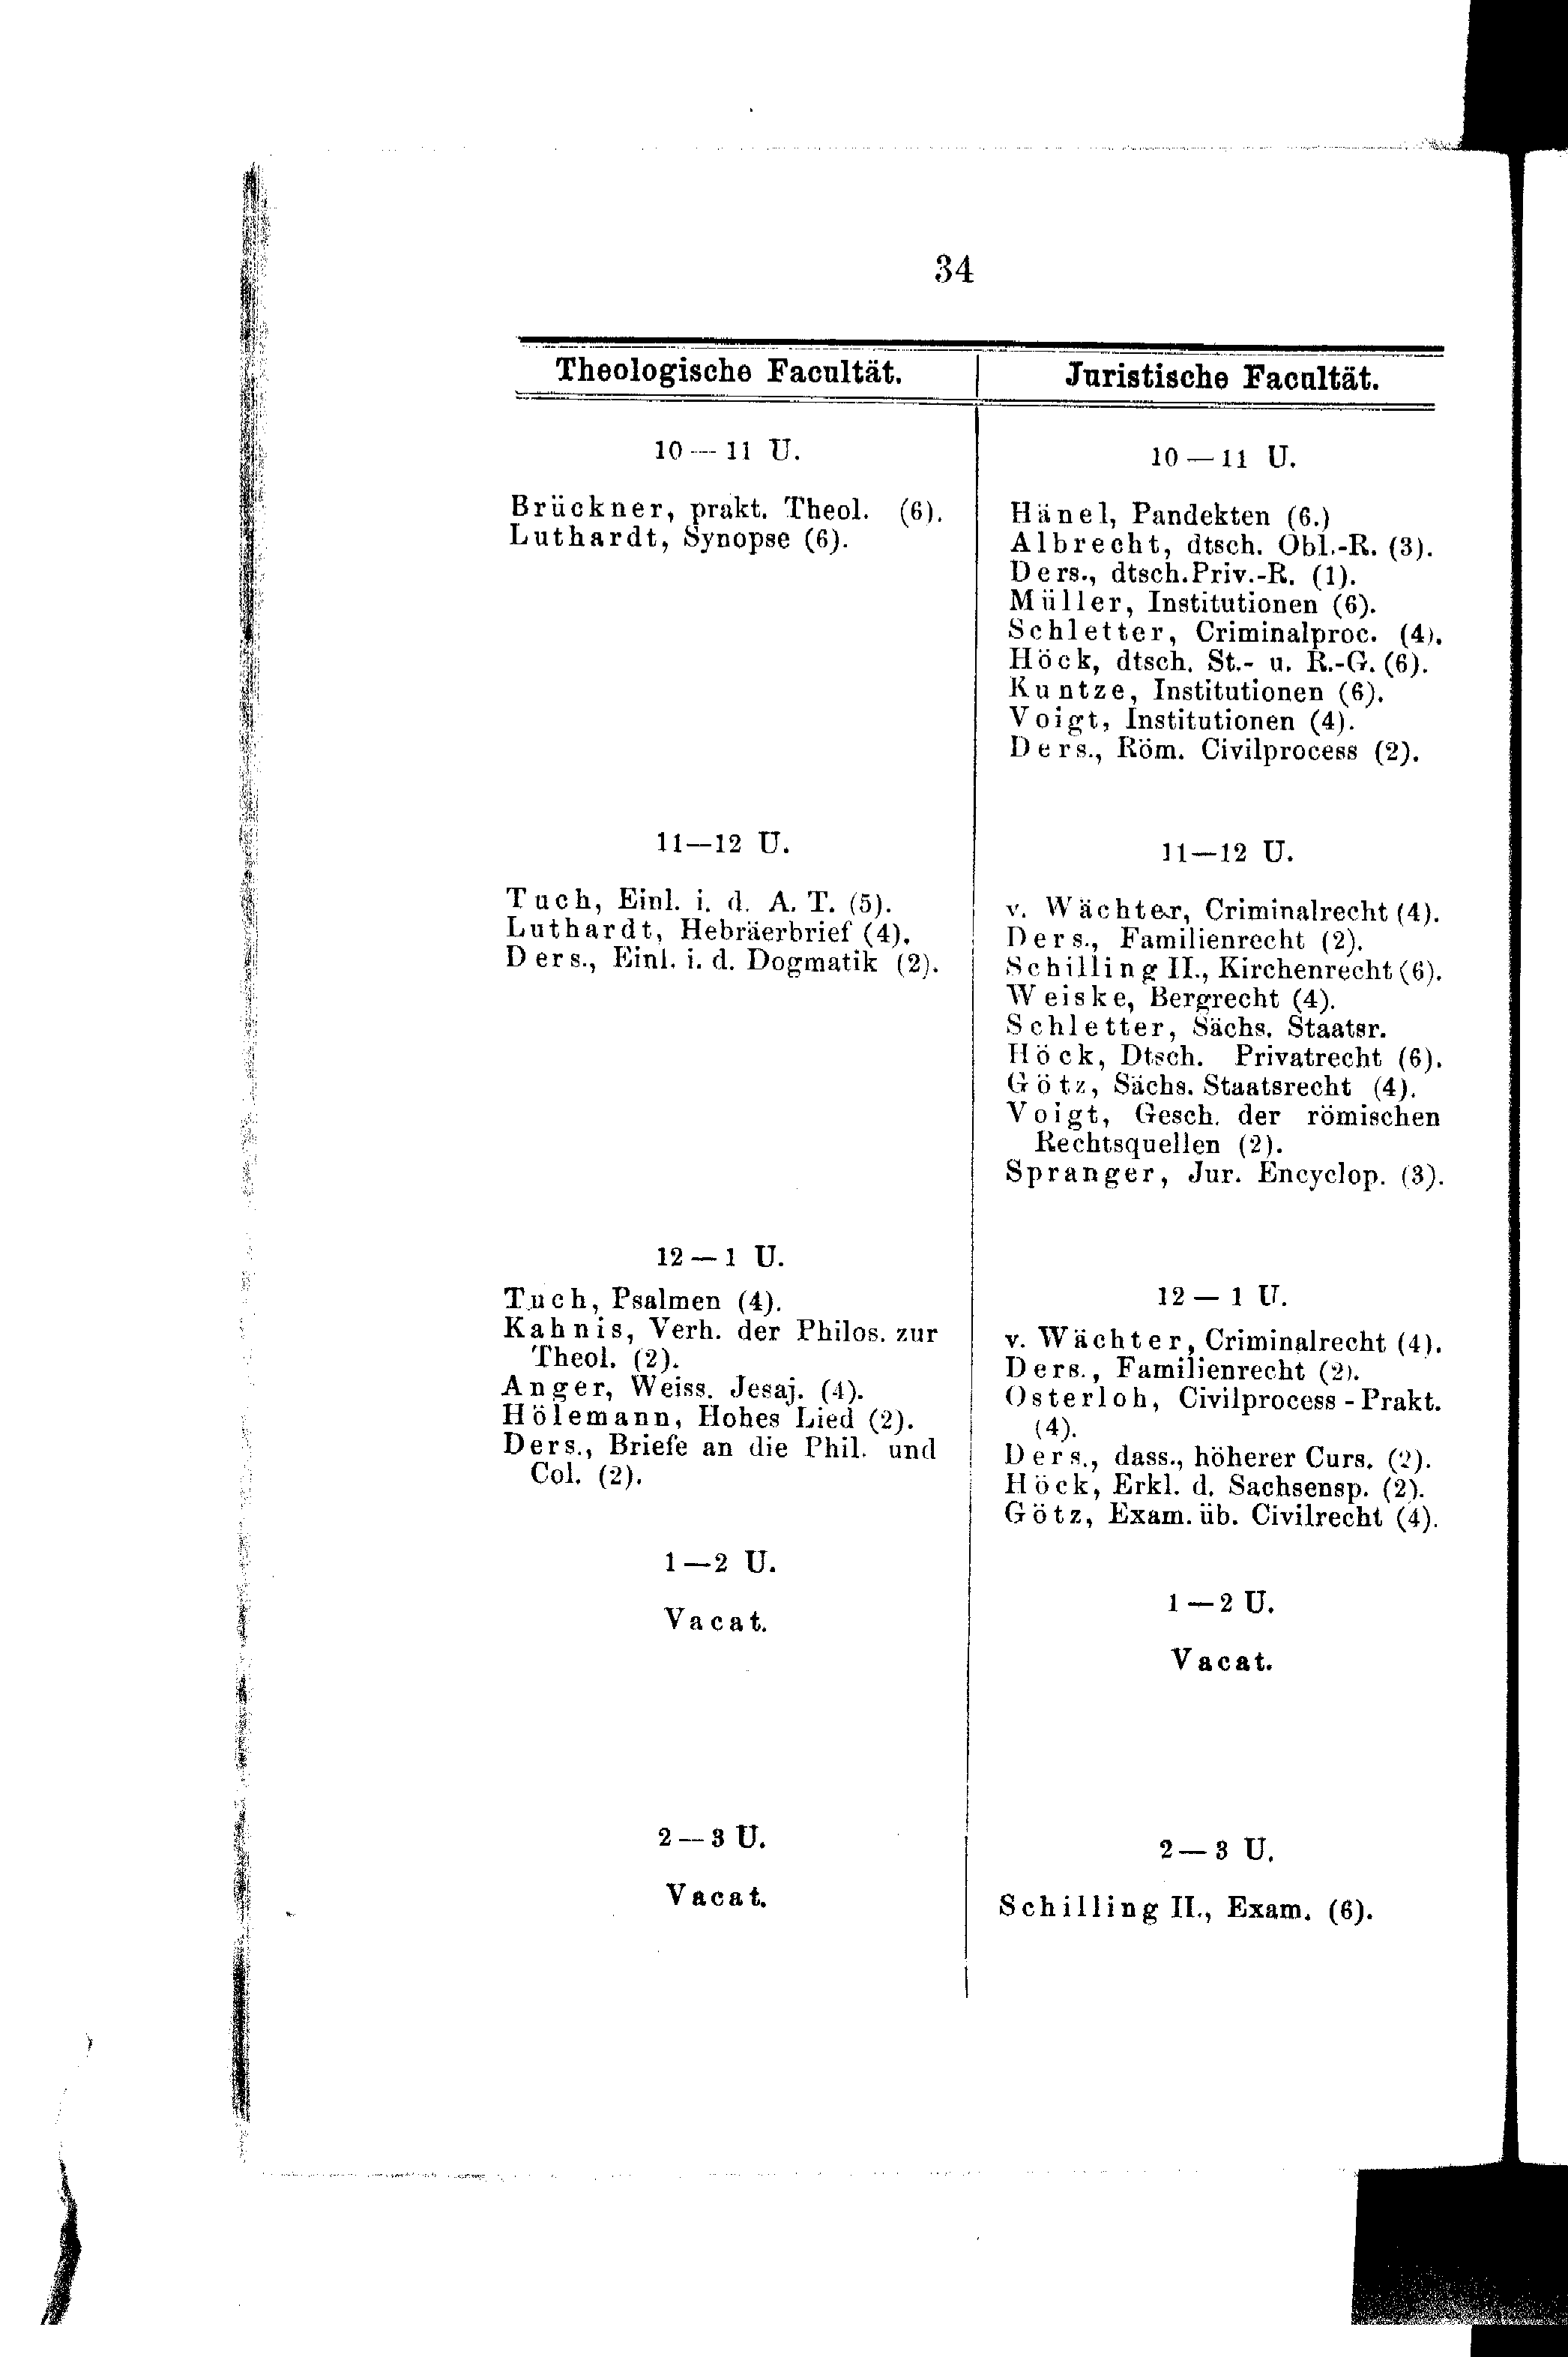 34
Theologische Facultät.
10 — 11 U.
Brückner, prakt. Theol. (6).
Luthardt, Synopse (6).
11—12 U.
Tuch, Einl. i. d. A. T. (5).
Luthardt, Hebräerbrief (4).
Ders., Einl. i. d. Dogmatik (2).
12 — 1 U.
Tuch, Psalmen (4).
Kahnis, Verh. der Philos. zur
Theol. (2).
Anger, Weiss. Jesaj. (4).
Hölemann, Hohes Lied (2).
Ders., Briefe an die Phil. und
Col. (2).
1 — 2 U.
Vacat.
2 — 3 U.
Vacat.
Juristische Facultät.
10 — 11 U.
Hänel, Pandekten (6.)
Albrecht, dtsch. Obl.-R. (3).
Ders., dtsch.Priv.-R. (1).
Müller, Institutionen (6).
Schletter, Criminalproc. (4).
Höck, dtsch. St.- u. R.-G. (6).
Kuntze, Institutionen (6).
Voigt, Institutionen (4).
Ders., Röm. Civilprocess (2).
11—12 U.
v. Wächter, Criminalrecht (4).
Ders., Familienrecht (2).
Schilling II., Kirchenrecht (6).
Weiske, Bergrecht (4).
Schletter, Sächs. Staatsr.
Höck, Dtsch. Privatrecht (6).
Götz, Sächs. Staatsrecht (4).
Voigt, Gesch. der römischen
Rechtsquellen (2).
Spranger, Jur. Encyclop. (3).
12 — 1 U.
v. Wächter, Criminalrecht (4).
Ders., Familienrecht (2).
Osterloh, Civilprocess - Prakt.
(4).
Ders., dass., höherer Curs. (2).
Höck, Erkl. d. Sachsensp. (2).
Götz, Exam. üb. Civilrecht (4).
1 — 2 U.
Vacat.
2 — 3 U.
Schilling II., Exam. (6).